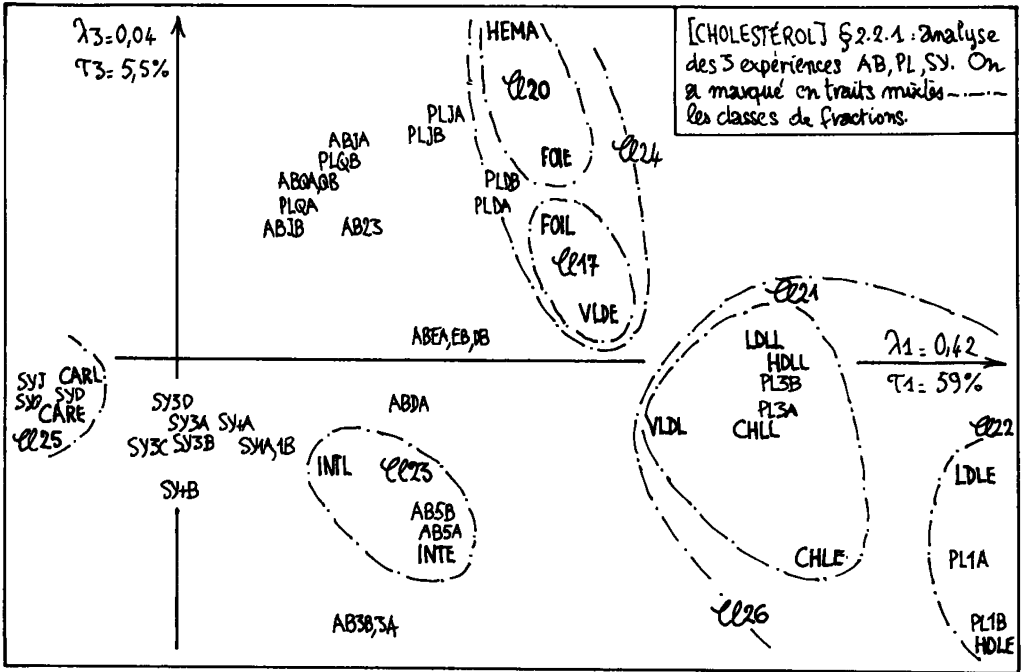 λ3=0,04
τ3=5,5%
[CHOLESTÉROL] § 2.2.1 : analyse
des 3 expériences AB, PL, SY. On
a marqué en traits mixtes
les classes de fractions.
HEMA
Cl20
PLJA
PLJB
ABJA
PLQB
FOIE
Cl24
ABQA,QB
PLDB
PLQA
PLDA
ABJB
AB23
FOIL
Cl17
VLDE
Cl21
ABEA,EB,DB
LDLL
λ1=0,42
HDLL
τ1=59%
SYJ
CARL
PL3B
SYD
CARE
SY3D
ABDA
PL3A
SY3A
SY4A
VLDL
CHLL
Cl22
Cl25
SY3C
SY3B
SY1A,1B
INTL
Cl23
LDLE
SY4B
AB5B
AB5A
INTE
CHLE
PL1A
AB3B,3A
Cl26
PL1B
HDLE